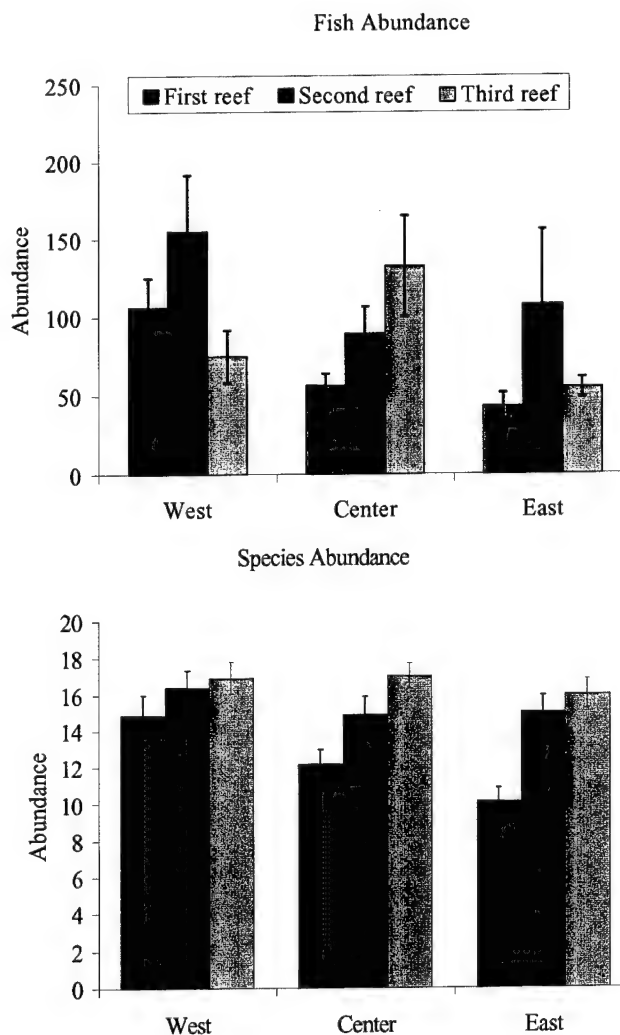 Fish Abundance
250
200
150
100
50
0
Abundance
First reef Second reef Third reef
West Center East
Species Abundance
20
18
16
14
12
10
8
6
4
2
0
Abundance
West Center East